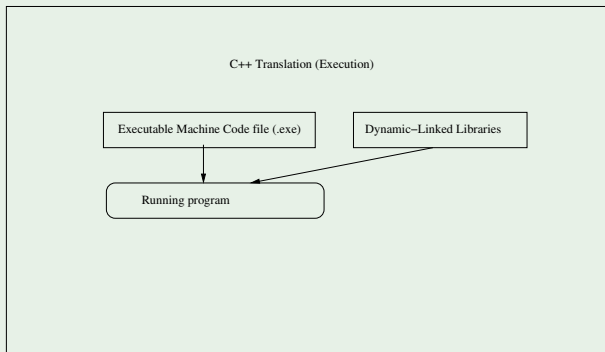 C++ Translation (Execution)
Executable Machine Code file (.exe)
Dynamic−Linked Libraries
Running program